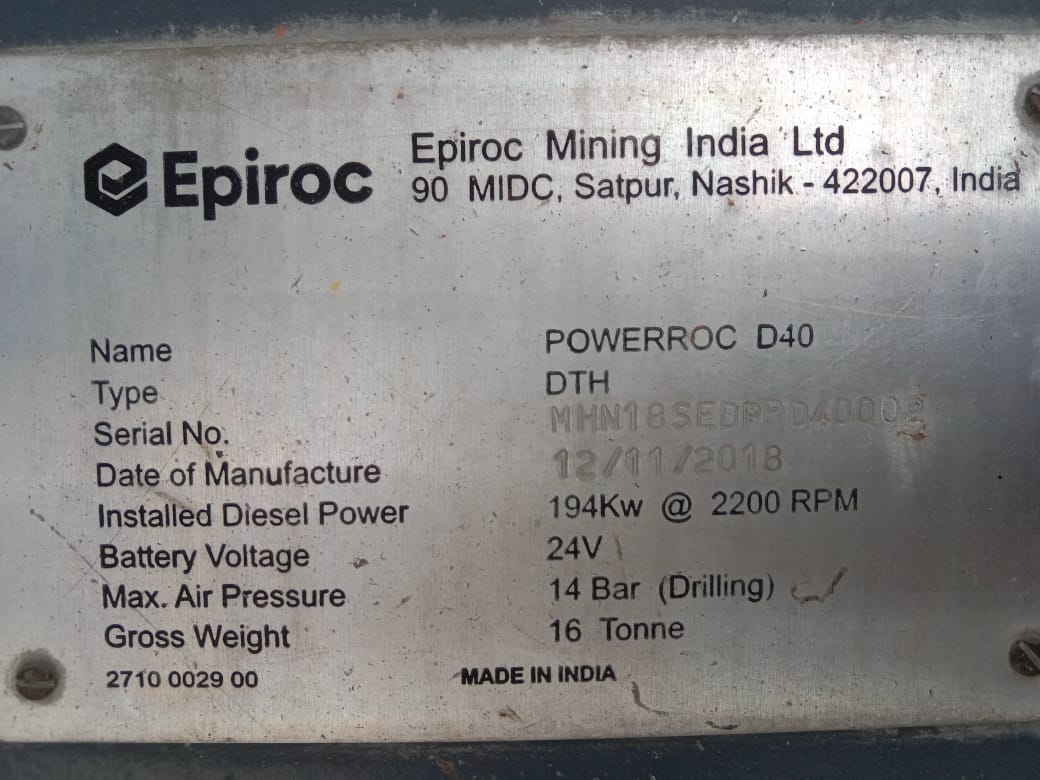 Epiroc
Epiroc Mining India Ltd
90 MIDC, Satpur, Nashik - 422007, India
Name POWERROC D40
Type DTH
Serial No. MHN18SEDPRD40002
Date of Manufacture 12/11/2018
Installed Diesel Power 194Kw @ 2200 RPM
Battery Voltage 24V
Max. Air Pressure 14 Bar (Drilling)
Gross Weight 16 Tonne
2710 0029 00 MADE IN INDIA